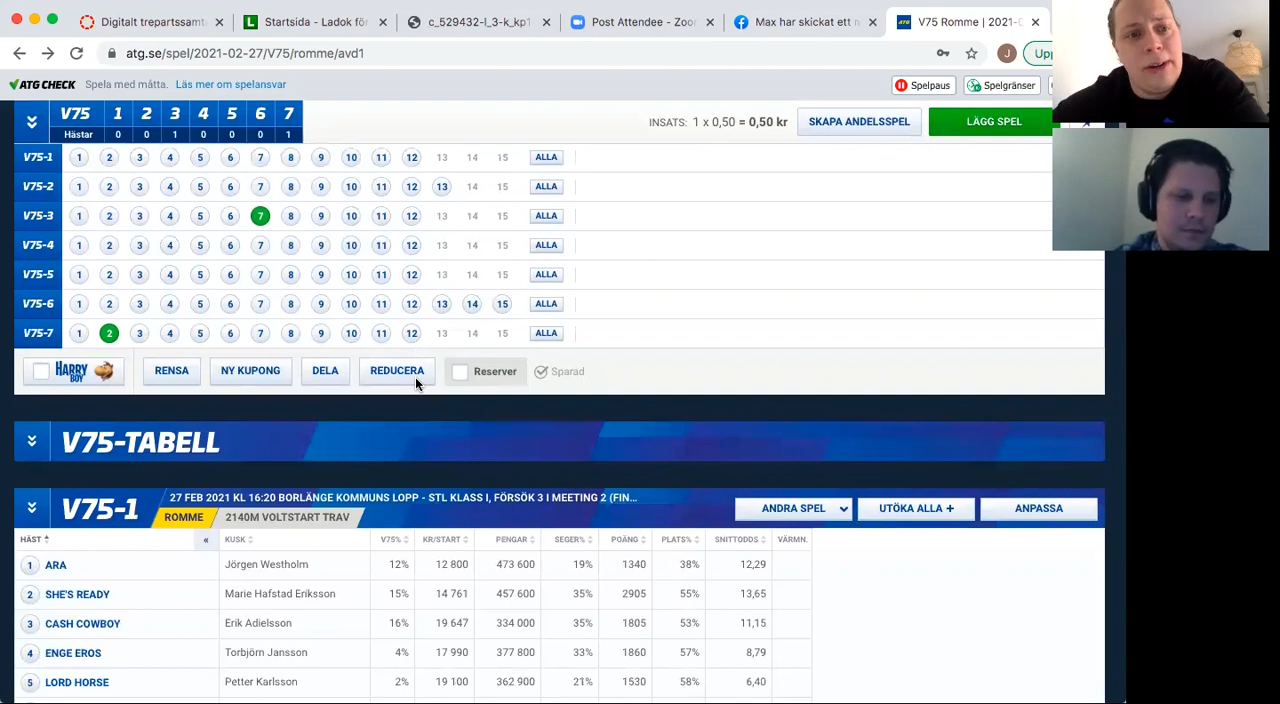 Digitalt trepartssamt
Startsida - Ladok fö
c_529432-l_3-k_kp1
Post Attendee - Zoo
Max har skickat ett m
V75 Romme | 2021-
atg.se/spel/2021-02-27/V75/romme/avd1
J
Upp
ATG CHECK Spela med måtta. Läs mer om spelansvar
Spelpaus
Spelgränser
V75 1 2 3 4 5 6 7
Hästar 0 0 1 0 0 0 1
INSATS: 1 x 0,50 = 0,50 kr
SKAPA ANDELSSPEL
LÄGG SPEL
V75-1 1 2 3 4 5 6 7 8 9 10 11 12 13 14 15 ALLA
V75-2 1 2 3 4 5 6 7 8 9 10 11 12 13 14 15 ALLA
V75-3 1 2 3 4 5 6 7 8 9 10 11 12 13 14 15 ALLA
V75-4 1 2 3 4 5 6 7 8 9 10 11 12 13 14 15 ALLA
V75-5 1 2 3 4 5 6 7 8 9 10 11 12 13 14 15 ALLA
V75-6 1 2 3 4 5 6 7 8 9 10 11 12 13 14 15 ALLA
V75-7 1 2 3 4 5 6 7 8 9 10 11 12 13 14 15 ALLA
HARRY BOY
RENSA
NY KUPONG
DELA
REDUCERA
Reserver
Sparad
V75-TABELL
V75-1
27 FEB 2021 KL 16:20 BORLÄNGE KOMMUNS LOPP - STL KLASS I, FÖRSÖK 3 I MEETING 2 (FIN...
ROMME 2140M VOLTSTART TRAV
ANDRA SPEL
UTÖKA ALLA +
ANPASSA
HÄST « KUSK V75% KR/START PENGAR SEGER% POÄNG PLATS% SNITTODDS VÄRMN.
1 ARA Jörgen Westholm 12% 12 800 473 600 19% 1340 38% 12,29
2 SHE'S READY Marie Hafstad Eriksson 15% 14 761 457 600 35% 2905 55% 13,65
3 CASH COWBOY Erik Adielsson 16% 19 647 334 000 35% 1805 53% 11,15
4 ENGE EROS Torbjörn Jansson 4% 17 990 377 800 33% 1860 57% 8,79
5 LORD HORSE Petter Karlsson 2% 19 100 362 900 21% 1530 58% 6,40